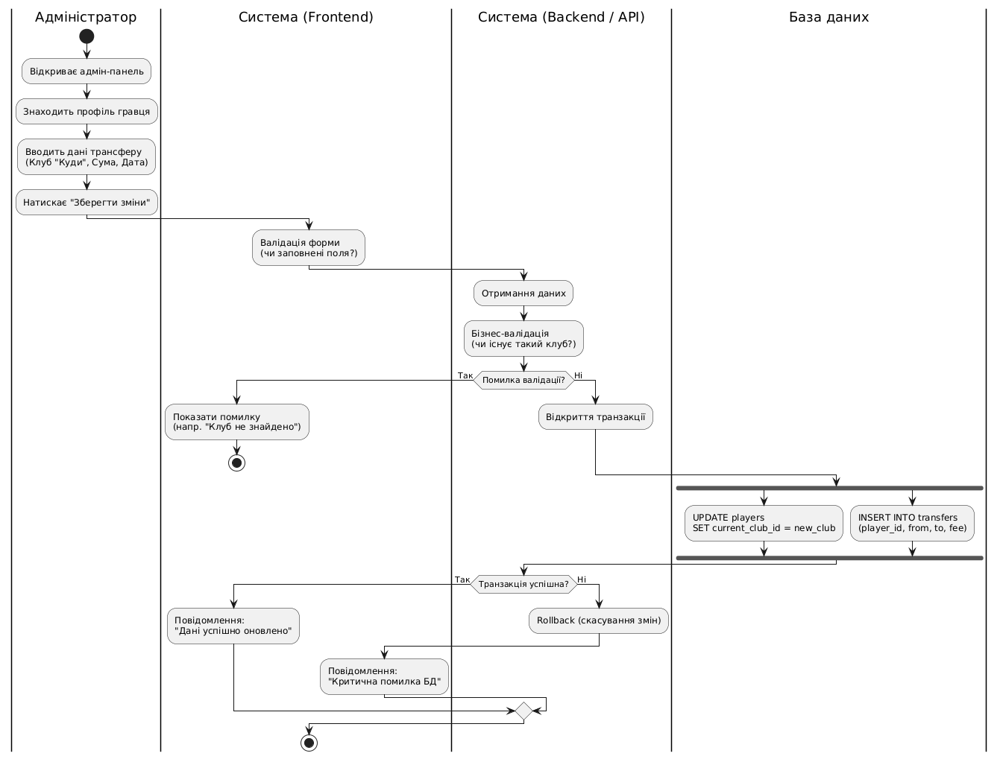 Адміністратор
Система (Frontend)
Система (Backend / API)
База даних
Відкриває адмін-панель
Знаходить профіль гравця
Вводить дані трансферу
(Клуб "Куди", Сума, Дата)
Натискає "Зберегти зміни"
Валідація форми
(чи заповнені поля?)
Отримання даних
Бізнес-валідація
(чи існує такий клуб?)
Так
Помилка валідації?
Ні
Показати помилку
(напр. "Клуб не знайдено")
Відкриття транзакції
UPDATE players
SET current_club_id = new_club
INSERT INTO transfers
(player_id, from, to, fee)
Так
Транзакція успішна?
Ні
Повідомлення:
"Дані успішно оновлено"
Rollback (скасування змін)
Повідомлення:
"Критична помилка БД"